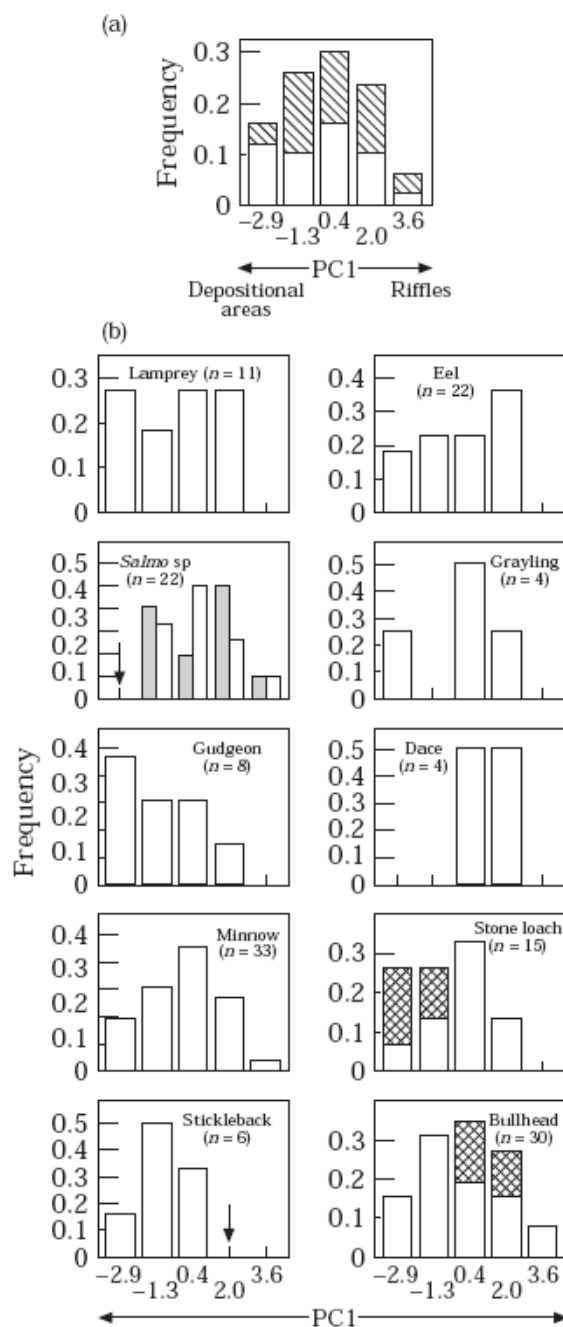 (a)
Frequency
0.3
0.2
0.1
0
−2.9
−1.3
0.4
2.0
3.6
PC1
Depositional
areas
Riffles
(b)
Frequency
Lamprey (n = 11)
0.3
0.2
0.1
0
Eel
(n = 22)
0.4
0.3
0.2
0.1
0
Salmo sp
(n = 22)
0.5
0.4
0.3
0.2
0.1
0
Grayling
(n = 4)
0.5
0.4
0.3
0.2
0.1
0
Gudgeon
(n = 8)
0.4
0.3
0.2
0.1
0
Dace
(n = 4)
0.5
0.4
0.3
0.2
0.1
0
Minnow
(n = 33)
0.4
0.3
0.2
0.1
0
Stone loach
(n = 15)
0.3
0.2
0.1
0
Stickleback
(n = 6)
0.5
0.4
0.3
0.2
0.1
0
−2.9
−1.3
0.4
2.0
3.6
Bullhead
(n = 30)
0.3
0.2
0.1
0
−2.9
−1.3
0.4
2.0
3.6
PC1